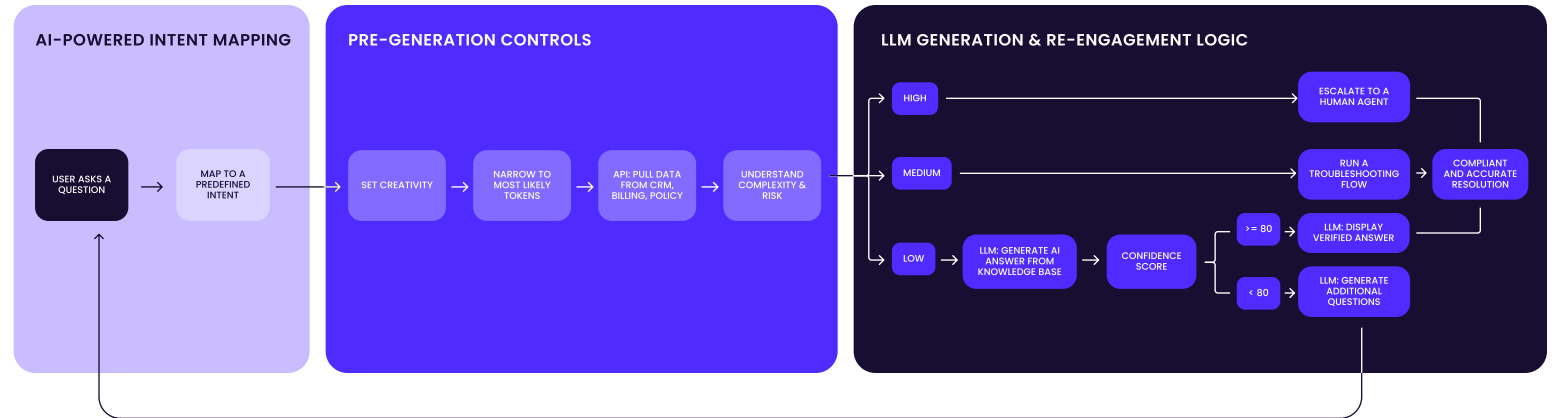 AI-POWERED INTENT MAPPING
USER ASKS A
QUESTION
MAP TO A
PREDEFINED
INTENT
PRE-GENERATION CONTROLS
SET CREATIVITY
NARROW TO
MOST LIKELY
TOKENS
API: PULL DATA
FROM CRM,
BILLING, POLICY
UNDERSTAND
COMPLEXITY &
RISK
LLM GENERATION & RE-ENGAGEMENT LOGIC
HIGH
ESCALATE TO A
HUMAN AGENT
MEDIUM
RUN A
TROUBLESHOOTING
FLOW
COMPLIANT
AND ACCURATE
RESOLUTION
LOW
LLM: GENERATE AI
ANSWER FROM
KNOWLEDGE BASE
CONFIDENCE
SCORE
>= 80
LLM: DISPLAY
VERIFIED ANSWER
< 80
LLM: GENERATE
ADDITIONAL
QUESTIONS